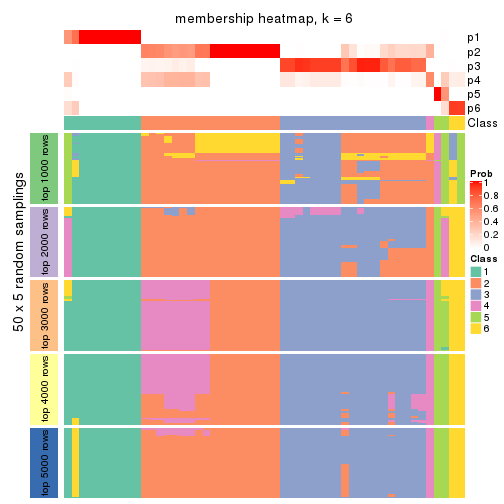 membership heatmap, k = 6
p1
p2
p3
p4
p5
p6
Class
50 x 5 random samplings
top 1000 rows
top 2000 rows
top 3000 rows
top 4000 rows
top 5000 rows
Prob
1
0.8
0.6
0.4
0.2
0
Class
1
2
3
4
5
6